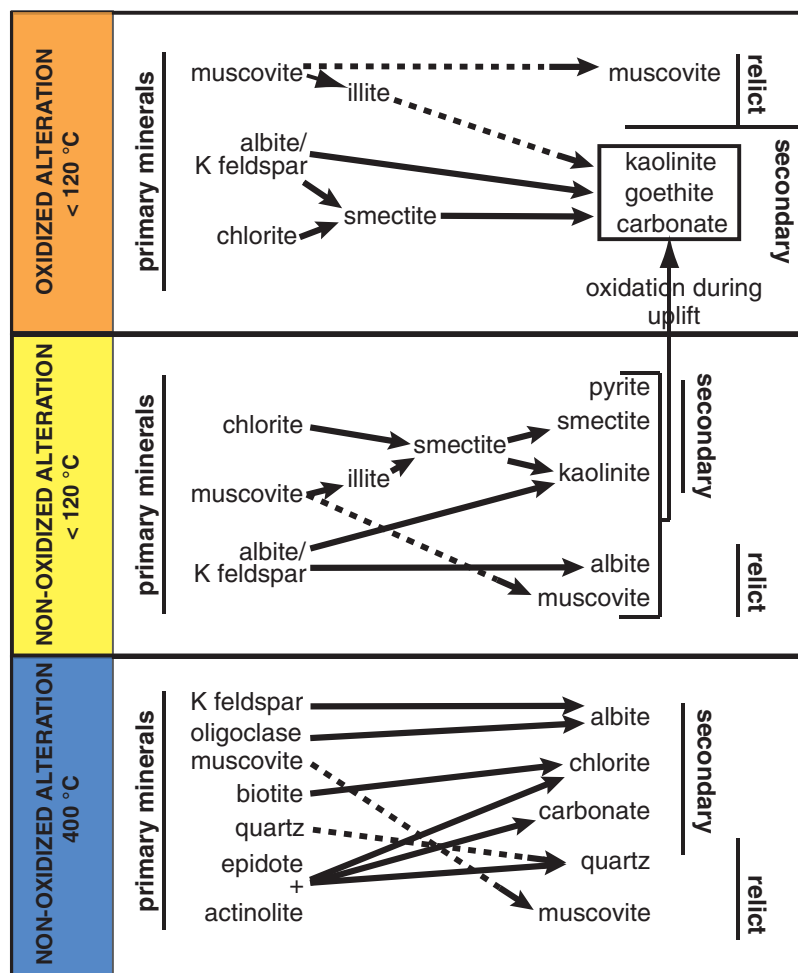 OXIDIZED ALTERATION
< 120 °C
primary minerals
muscovite
illite
albite/
K feldspar
chlorite
smectite
muscovite
relict
kaolinite
goethite
carbonate
secondary
oxidation during
uplift
NON-OXIDIZED ALTERATION
< 120 °C
primary minerals
chlorite
muscovite
illite
smectite
albite/
K feldspar
pyrite
smectite
kaolinite
secondary
albite
muscovite
relict
NON-OXIDIZED ALTERATION
400 °C
primary minerals
K feldspar
oligoclase
muscovite
biotite
quartz
epidote
+
actinolite
albite
chlorite
carbonate
quartz
muscovite
secondary
relict